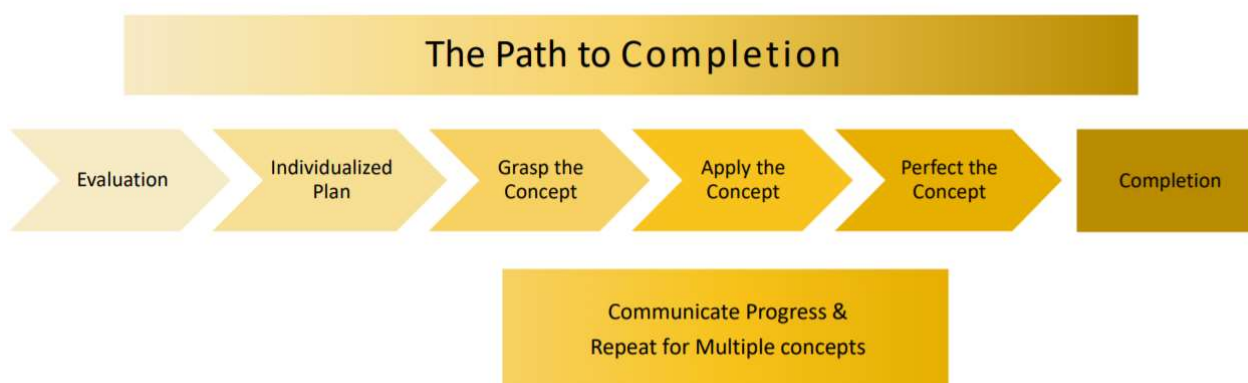 The Path to Completion
Evaluation
Individualized
Plan
Grasp the
Concept
Apply the
Concept
Perfect the
Concept
Completion
Communicate Progress &
Repeat for Multiple concepts